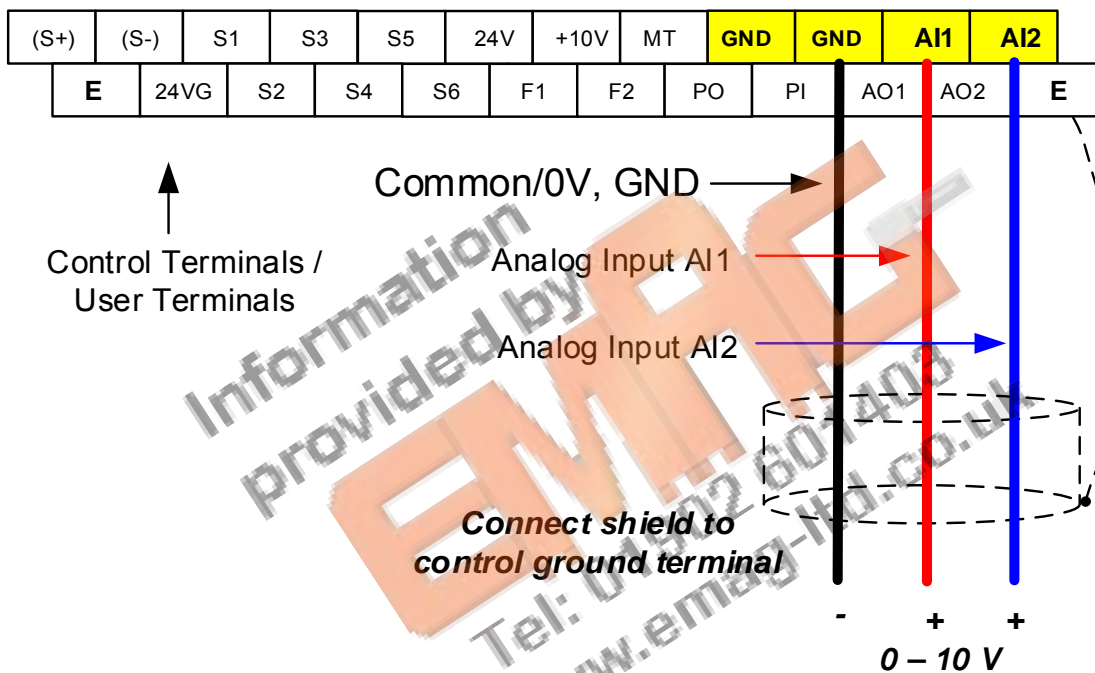 (S+) (S-) S1 S3 S5 24V +10V MT GND GND AI1 AI2
E 24VG S2 S4 S6 F1 F2 PO PI AO1 AO2 E
Common/0V, GND
Control Terminals /
User Terminals
Analog Input AI1
Analog Input AI2
Information
provided by
EMAG
Tel: 01902 601403
www.emag-ltd.co.uk
Connect shield to
control ground terminal
- + +
0 – 10 V